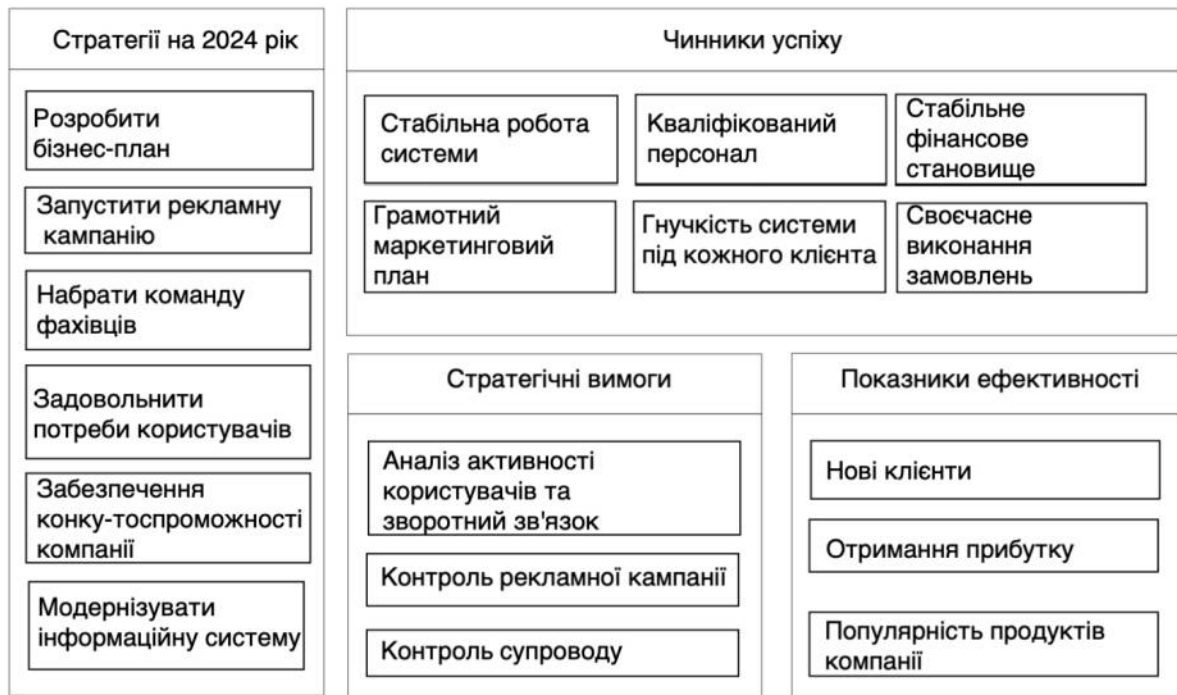 Стратегії на 2024 рік
Розробити
бізнес-план
Запустити рекламну
кампанію
Набрати команду
фахівців
Задовольнити
потреби користувачів
Забезпечення
конку-тоспроможності
компанії
Модернізувати
інформаційну систему
Чинники успіху
Стабільна робота
системи
Кваліфікований
персонал
Стабільне
фінансове
становище
Грамотний
маркетинговий
план
Гнучкість системи
під кожного клієнта
Своєчасне
виконання
замовлень
Стратегічні вимоги
Аналіз активності
користувачів та
зворотний зв'язок
Контроль рекламної кампанії
Контроль супроводу
Показники ефективності
Нові клієнти
Отримання прибутку
Популярність продуктів
компанії